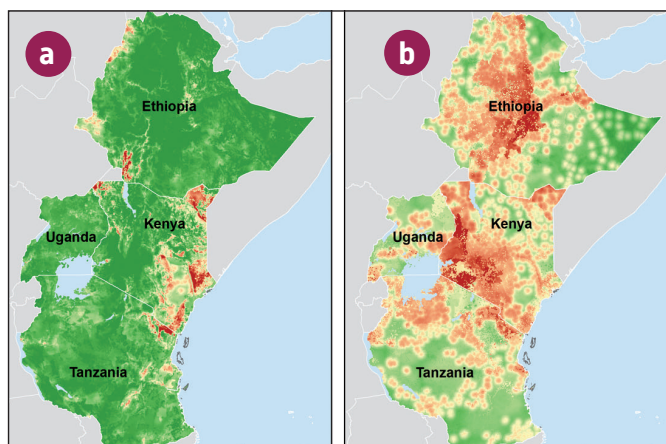 a
Ethiopia
Kenya
Uganda
Tanzania
b
Ethiopia
Kenya
Uganda
Tanzania